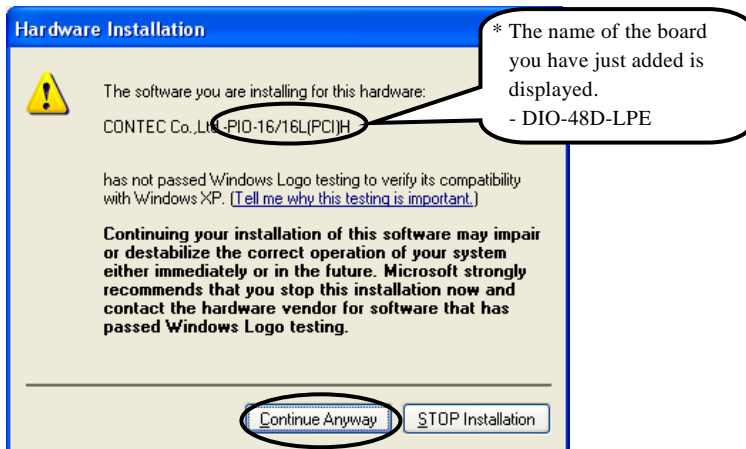 Hardware Installation
* The name of the board
you have just added is
displayed.
- DIO-48D-LPE
The software you are installing for this hardware:
CONTEC Co.,Ltd.-PIO-16/16L(PCI)H
has not passed Windows Logo testing to verify its compatibility
with Windows XP. (Tell me why this testing is important.)
Continuing your installation of this software may impair
or destabilize the correct operation of your system
either immediately or in the future. Microsoft strongly
recommends that you stop this installation now and
contact the hardware vendor for software that has
passed Windows Logo testing.
Continue Anyway
STOP Installation